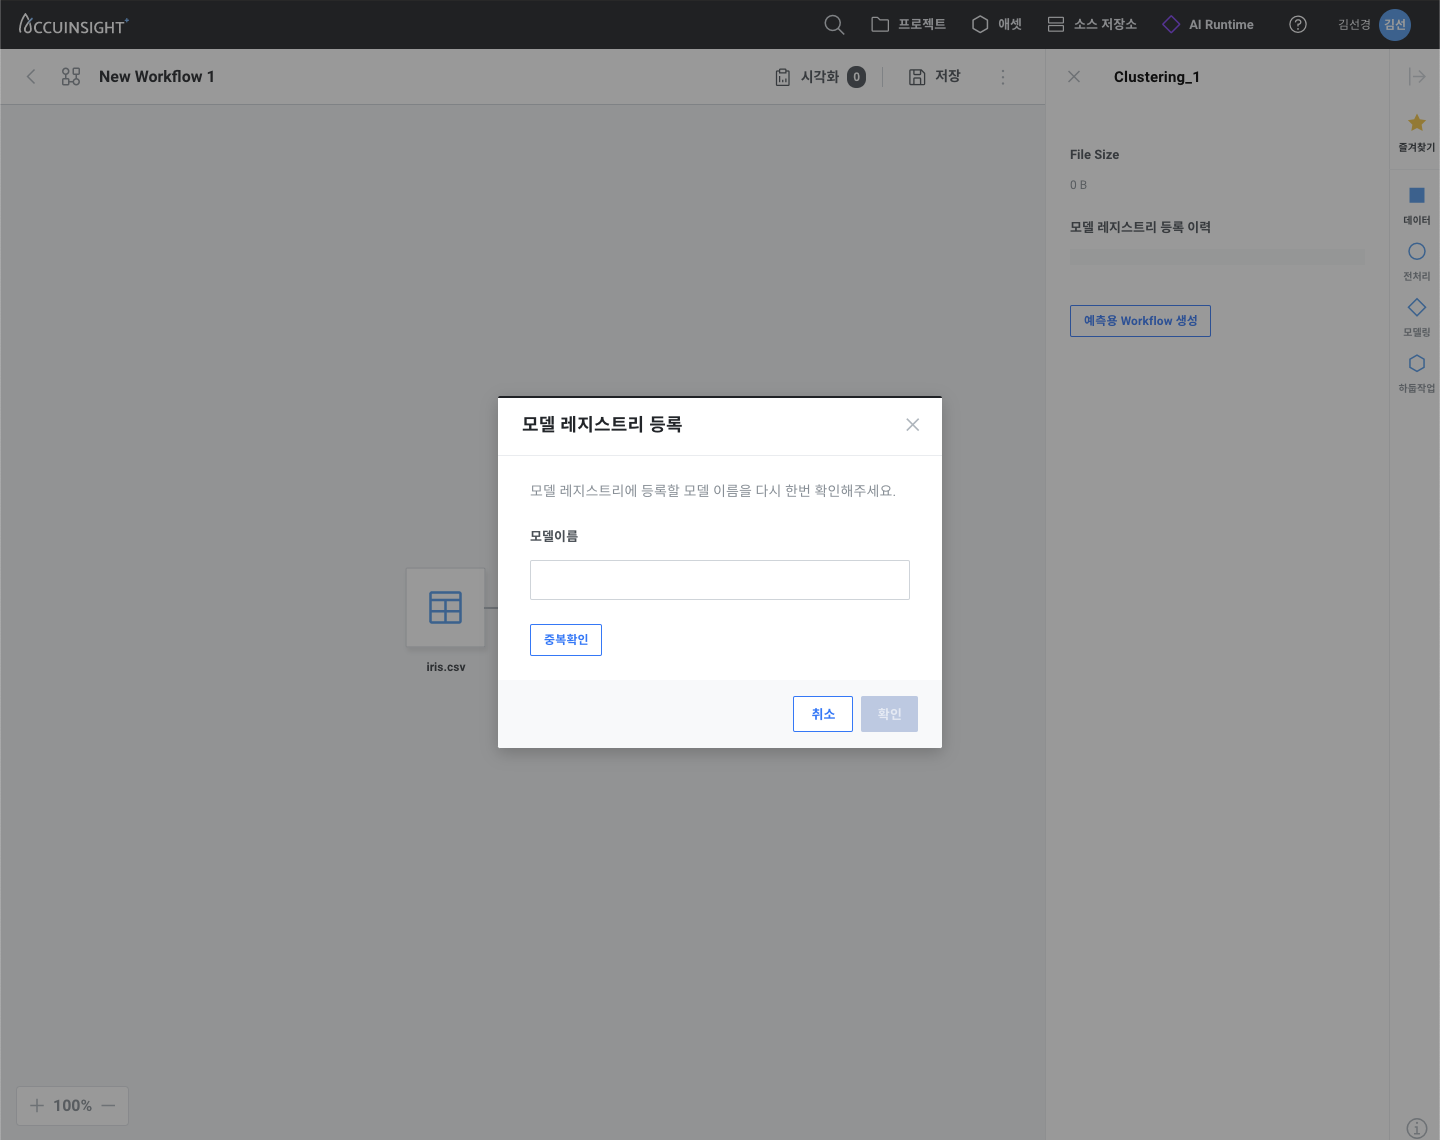 ACCUINSIGHT+
프로젝트
애셋
소스 저장소
AI Runtime
김선경
김선
New Workflow 1
시각화 0
저장
Clustering_1
File Size
0 B
모델 레지스트리 등록 이력
예측용 Workflow 생성
즐겨찾기
데이터
전처리
모델링
하둡작업
모델 레지스트리 등록
모델 레지스트리에 등록할 모델 이름을 다시 한번 확인해주세요.
모델이름
중복확인
취소
확인
iris.csv
100%